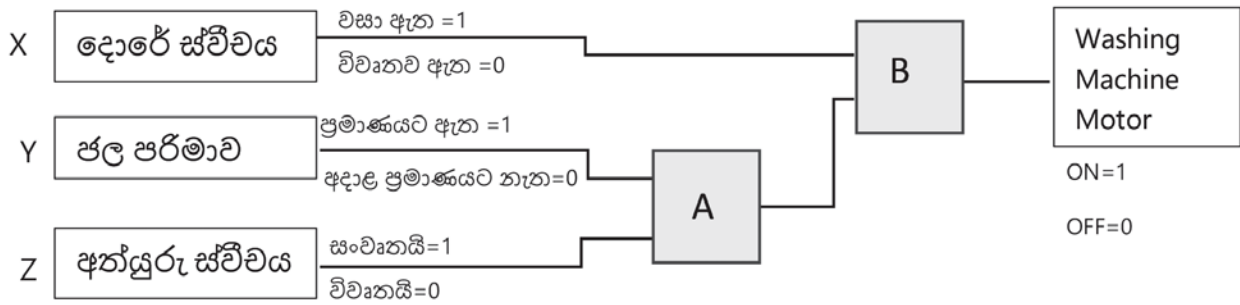 X
දොරේ ස්වීචය
වසා ඇත =1
විවෘතව ඇත =0
Y
ජල පරිමාව
ප්‍රමාණයට ඇත =1
අදාළ ප්‍රමාණයට නැත=0
Z
අත්යුරු ස්වීචය
සංවෘතයි=1
විවෘතයි=0
A
B
Washing
Machine
Motor
ON=1
OFF=0